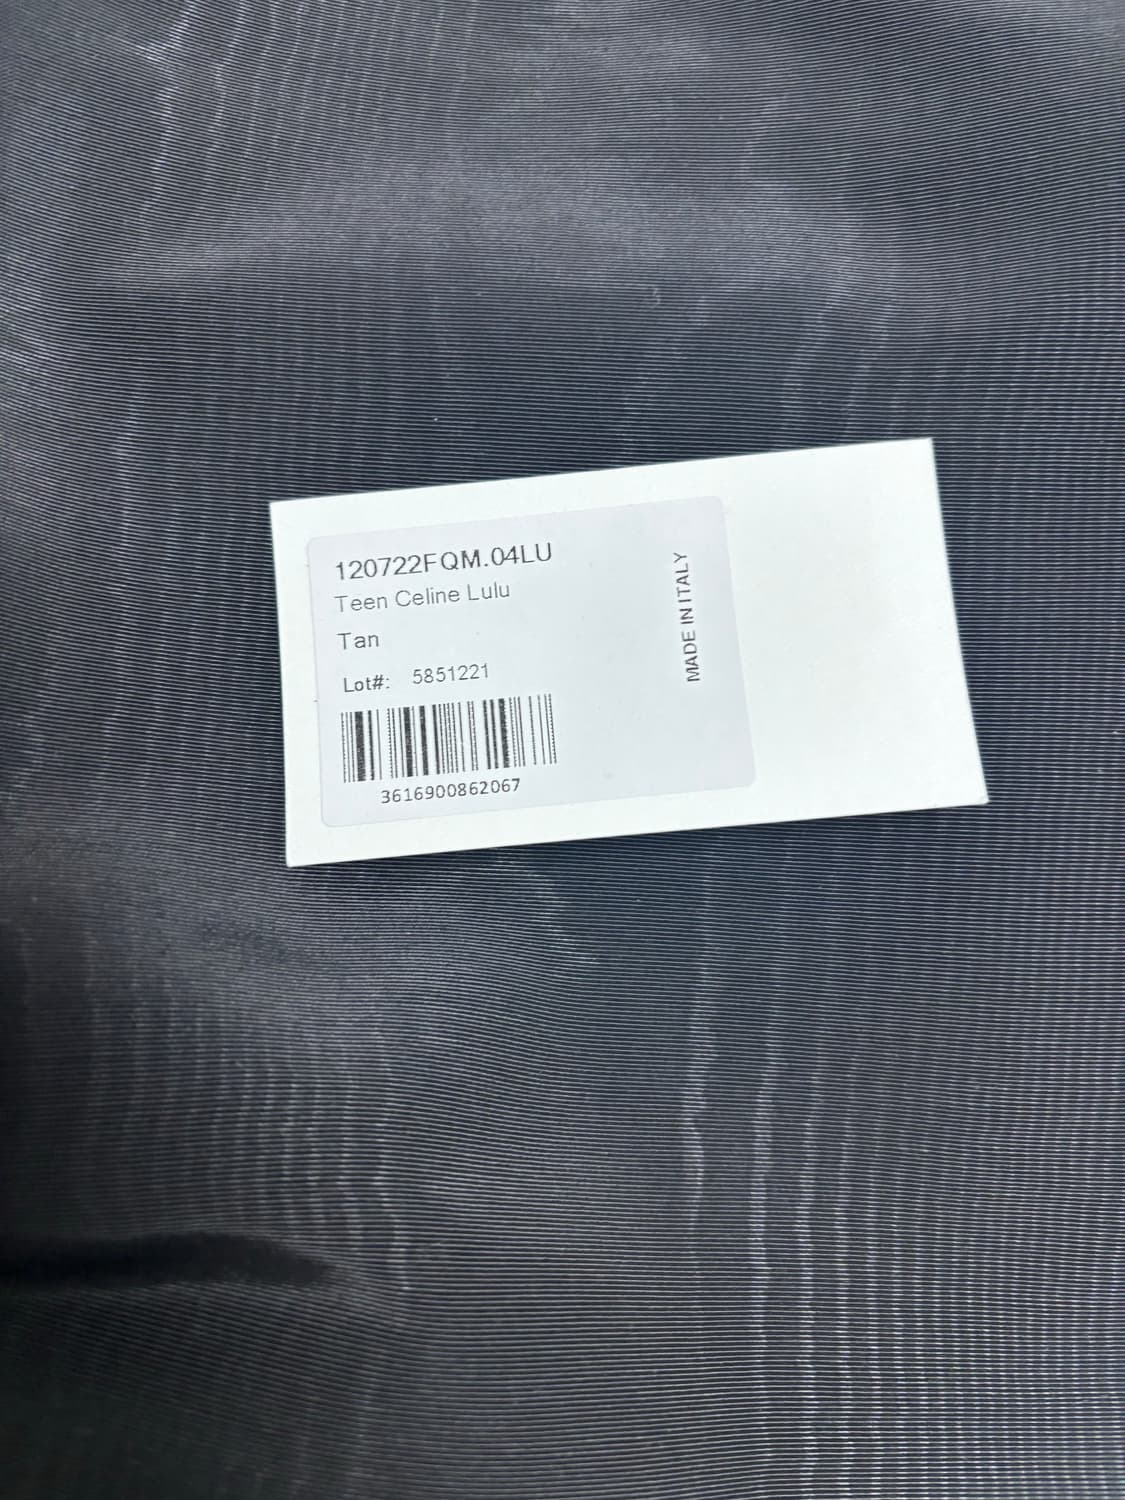 120722FQM.04LU
Teen Celine Lulu
Tan
Lot#: 5851221
3616900862067
MADE IN ITALY